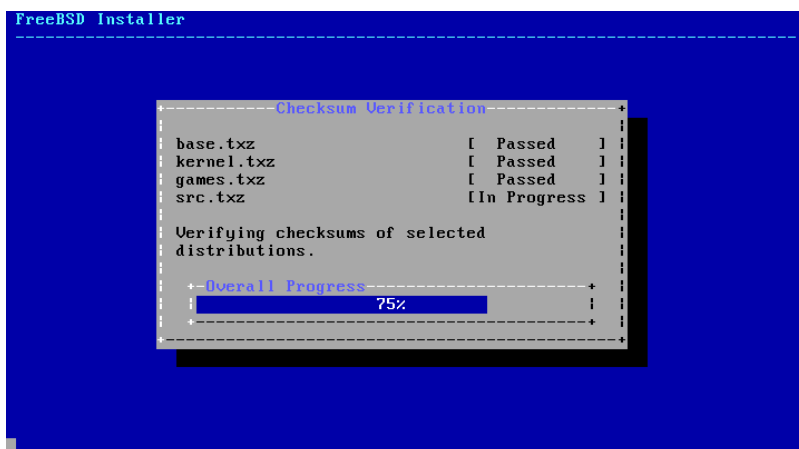 FreeBSD Installer
Checksum Verification
base.txz [ Passed ]
kernel.txz [ Passed ]
games.txz [ Passed ]
src.txz [In Progress ]
Verifying checksums of selected
distributions.
Overall Progress
75%